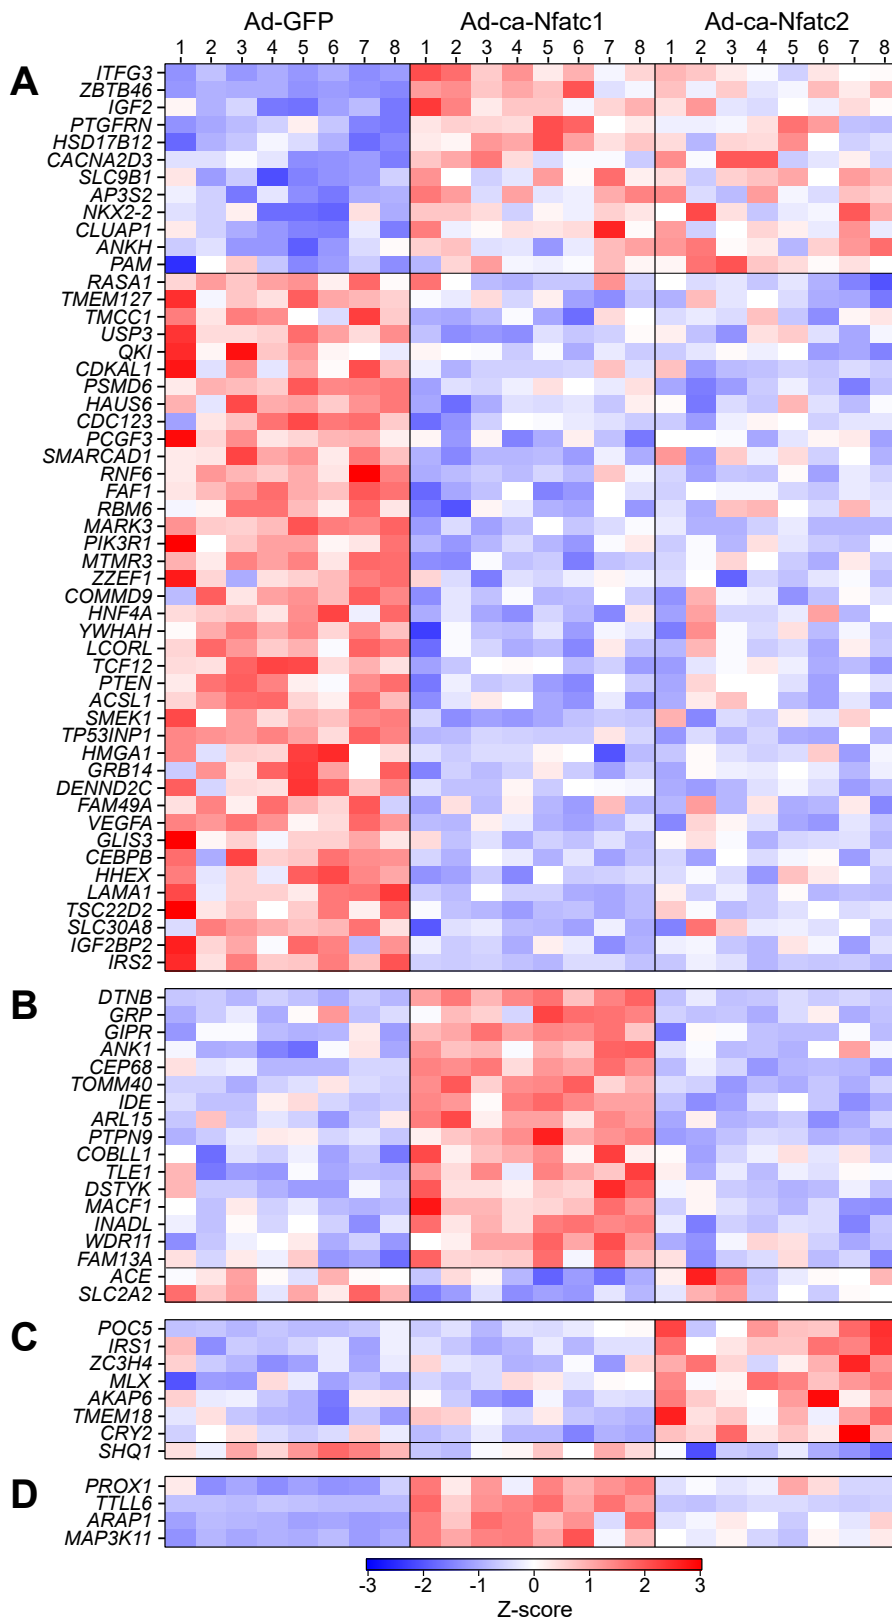 Ad-GFP Ad-ca-Nfatc1 Ad-ca-Nfatc2
1 2 3 4 5 6 7 8 1 2 3 4 5 6 7 8 1 2 3 4 5 6 7 8
A
ITFG3
ZBTB46
IGF2
PTGFRN
HSD17B12
CACNA2D3
SLC9B1
AP3S2
NKX2-2
CLUAP1
ANKH
PAM
RASA1
TMEM127
TMCC1
USP3
QKI
CDKAL1
PSMD6
HAUS6
CDC123
PCGF3
SMARCAD1
RNF6
FAF1
RBM6
MARK3
PIK3R1
MTMR3
ZZEF1
COMMD9
HNF4A
YWHAH
LCORL
TCF12
PTEN
ACSL1
SMEK1
TP53INP1
HMGA1
GRB14
DENND2C
FAM49A
VEGFA
GLIS3
CEBPB
HHEX
LAMA1
TSC22D2
SLC30A8
IGF2BP2
IRS2
B
DTNB
GRP
GIPR
ANK1
CEP68
TOMM40
IDE
ARL15
PTPN9
COBLL1
TLE1
DSTYK
MACF1
INADL
WDR11
FAM13A
ACE
SLC2A2
C
POC5
IRS1
ZC3H4
MLX
AKAP6
TMEM18
CRY2
SHQ1
D
PROX1
TTLL6
ARAP1
MAP3K11
-3 -2 -1 0 1 2 3
Z-score